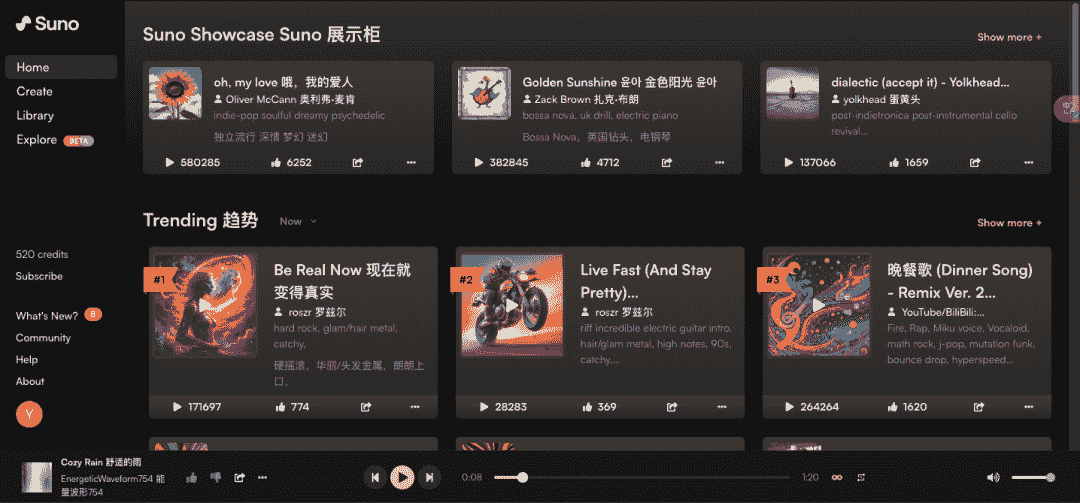 Suno
Home
Create
Library
Explore BETA
520 credits
Subscribe
What's New? 8
Community
Help
About
Y
Suno Showcase Suno 展示柜
Show more +
oh, my love 哦，我的爱人
Oliver McCann 奥利弗·麦肯
indie-pop soulful dreamy psychedelic
独立流行 深情 梦幻 迷幻
580285 6252
Golden Sunshine 윤아 金色阳光 윤아
Zack Brown 扎克·布朗
bossa nova, uk drill, electric piano
Bossa Nova，英国钻头，电钢琴
382845 4712
dialectic (accept it) - Yolkhead...
yolkhead 蛋黄头
post-dietronica post-instrumental cello
revival...
137066 1659
Trending 趋势 Now
Show more +
#1
Be Real Now 现在就
变得真实
roszr 罗兹尔
hard rock, glam/hair metal,
catchy,
硬摇滚，华丽/头发金属，朗朗上
口，
171697 774
#2
Live Fast (And Stay
Pretty)...
roszr 罗兹尔
riff incredible electric guitar intro,
hair/glam metal, high notes, 90s,
catchy,...
28283 369
#3
晚餐歌 (Dinner Song)
- Remix Ver. 2...
YouTube/BiliBili:...
Fire, Rap, Miku voice, Vocaloid,
math rock, j-pop, mutation funk,
bounce drop, hyperspeed...
264264 1620
Cozy Rain 舒适的雨
EnergeticWaveform754 能
量波形754
0:08
1:20